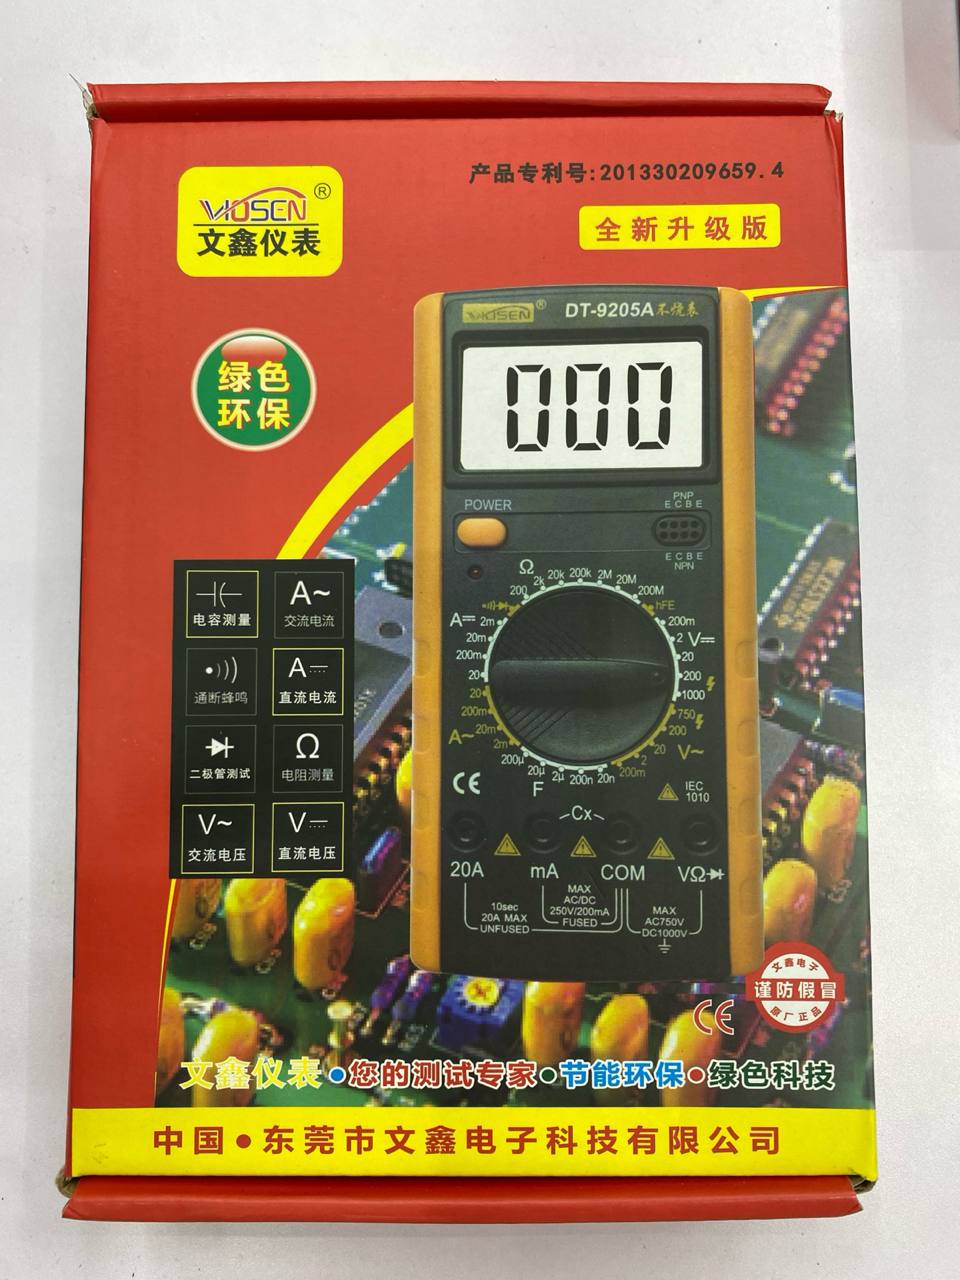 产品专利号:201330209659.4
WHOSEN®
文鑫仪表
全新升级版
WHOSEN® DT-9205A 不烧表
000
绿色
环保
POWER
PNP
E C B E
E C B E
NPN
Ω
200 2k 20k 200k 2M 20M 200M
hFE
A⎓ 2m 20m 200m 20
200m 2 20 200 1000 V⎓
A~ 20 200m 20m 2m
750 200 20 2 200m V~
200μ 20μ 2μ 200n 20n
F
CE
IEC
1010
Cx
20A mA COM VΩ
10sec
20A MAX
UNFUSED
MAX
AC/DC
250V/200mA
FUSED
MAX
AC750V
DC1000V
电容测量
A~
交流电流
通断蜂鸣
A⎓
直流电流
二极管测试
Ω
电阻测量
V~
交流电压
V⎓
直流电压
文鑫电子
谨防假冒
原厂正品
CE
文鑫仪表•您的测试专家•节能环保•绿色科技
中国•东莞市文鑫电子科技有限公司